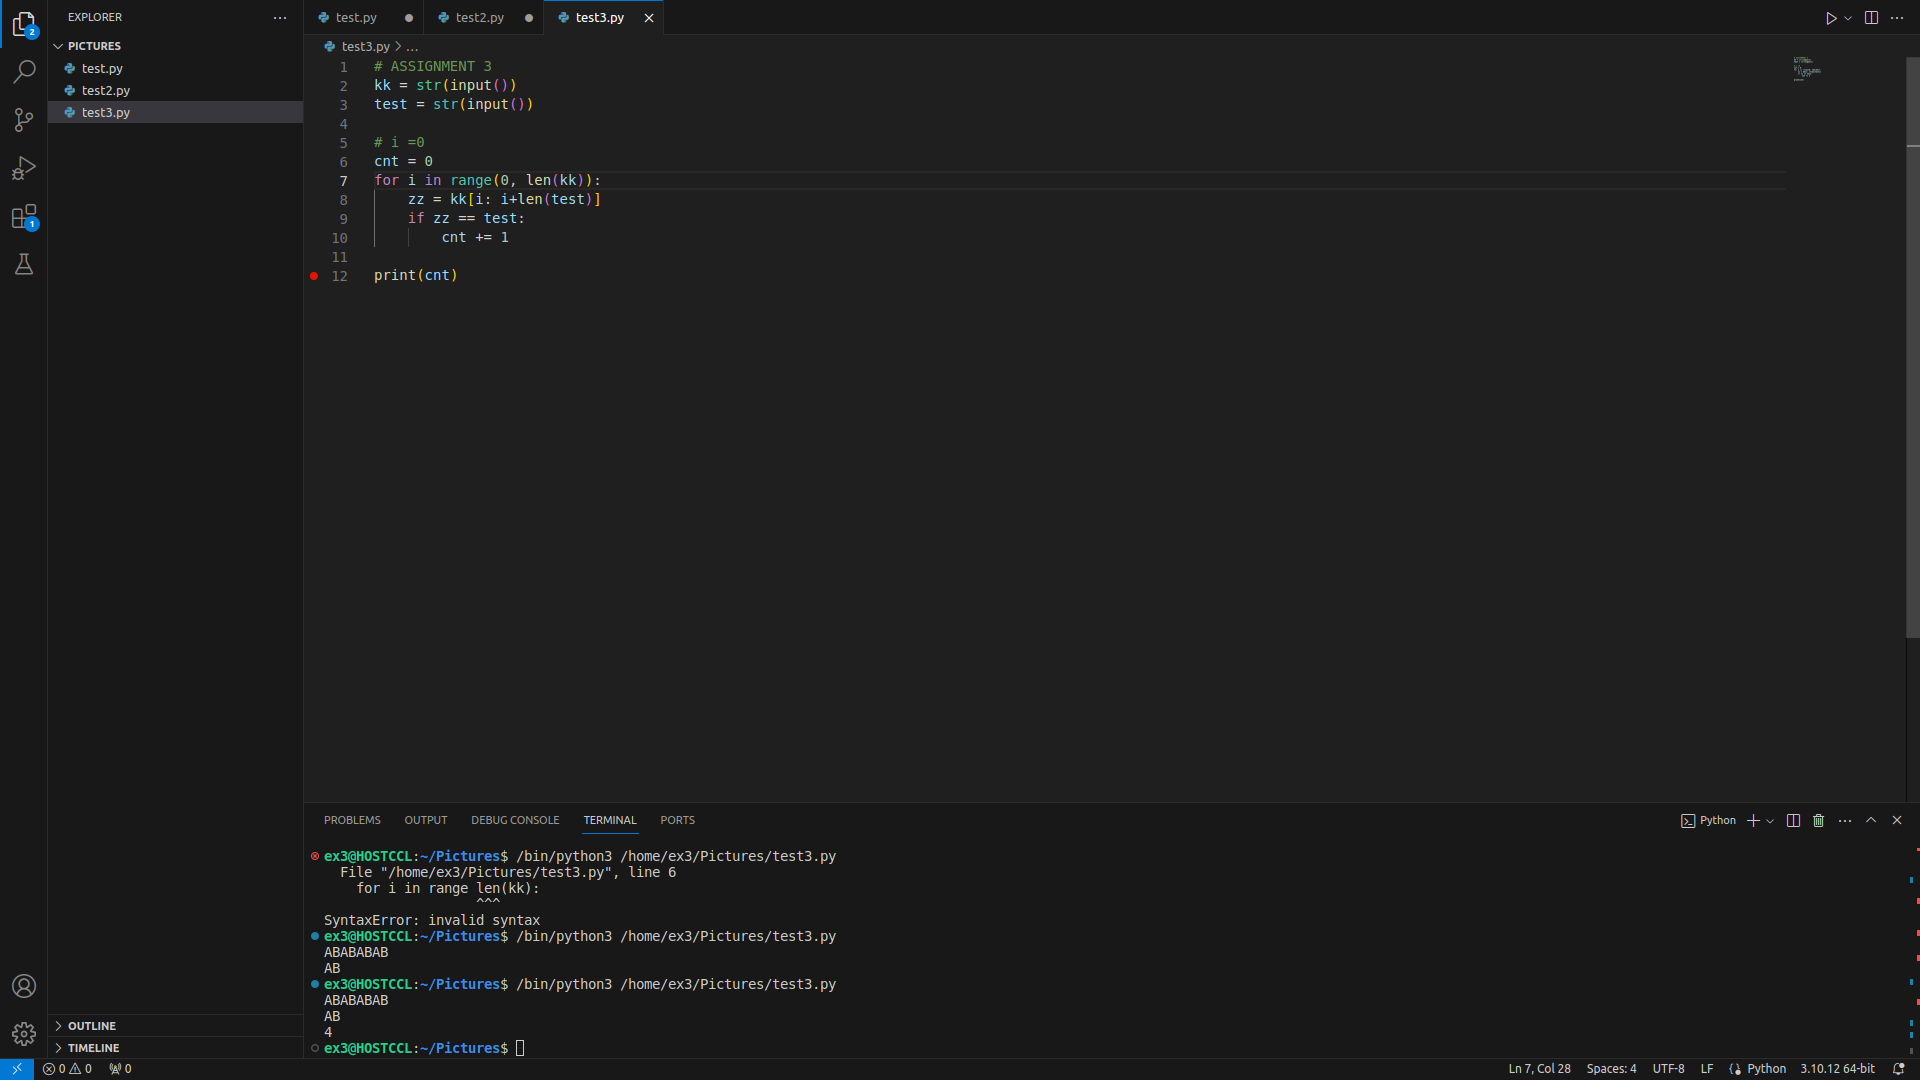 EXPLORER
PICTURES
test.py
test2.py
test3.py
OUTLINE
TIMELINE
2
1
test.py
test2.py
test3.py
test3.py > ...
1 # ASSIGNMENT 3
2 kk = str(input())
3 test = str(input())
4
5 # i =0
6 cnt = 0
7 for i in range(0, len(kk)):
8 zz = kk[i: i+len(test)]
9 if zz == test:
10 cnt += 1
11
12 print(cnt)
PROBLEMS OUTPUT DEBUG CONSOLE TERMINAL PORTS
Python
ex3@HOSTCCL:~/Pictures$ /bin/python3 /home/ex3/Pictures/test3.py
File "/home/ex3/Pictures/test3.py", line 6
for i in range len(kk):
^^^
SyntaxError: invalid syntax
ex3@HOSTCCL:~/Pictures$ /bin/python3 /home/ex3/Pictures/test3.py
ABABABAB
AB
ex3@HOSTCCL:~/Pictures$ /bin/python3 /home/ex3/Pictures/test3.py
ABABABAB
AB
4
ex3@HOSTCCL:~/Pictures$
0 0 0 Ln 7, Col 28 Spaces: 4 UTF-8 LF Python 3.10.12 64-bit